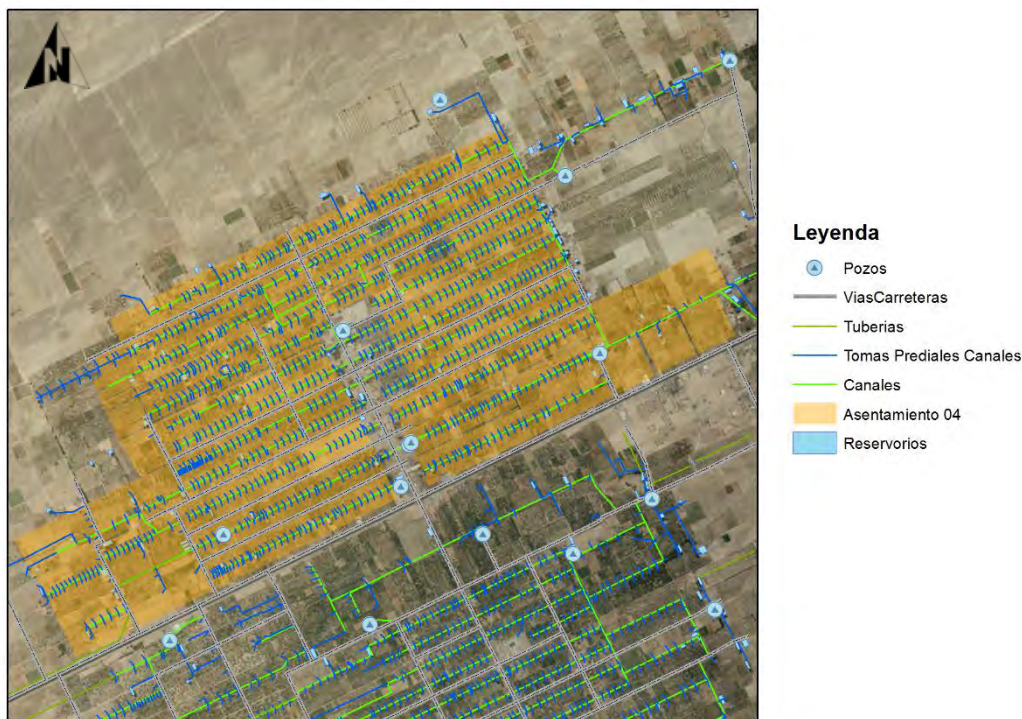 N
Leyenda
Pozos
ViasCarreteras
Tuberias
Tomas Prediales Canales
Canales
Asentamiento 04
Reservorios